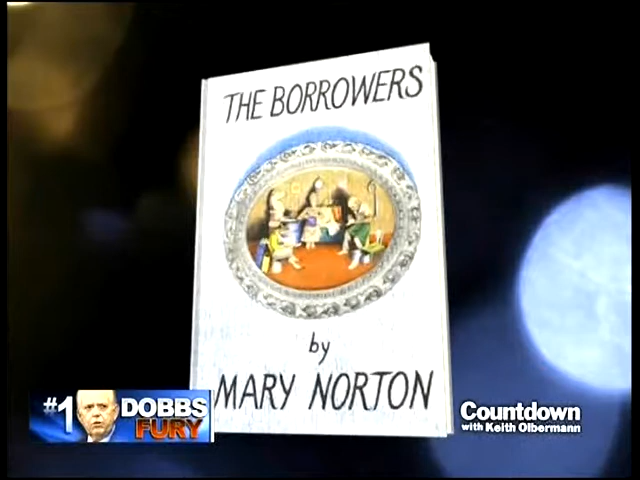 THE BORROWERS
by
MARY NORTON
#1 DOBBS
FURY
Countdown
with Keith Olbermann